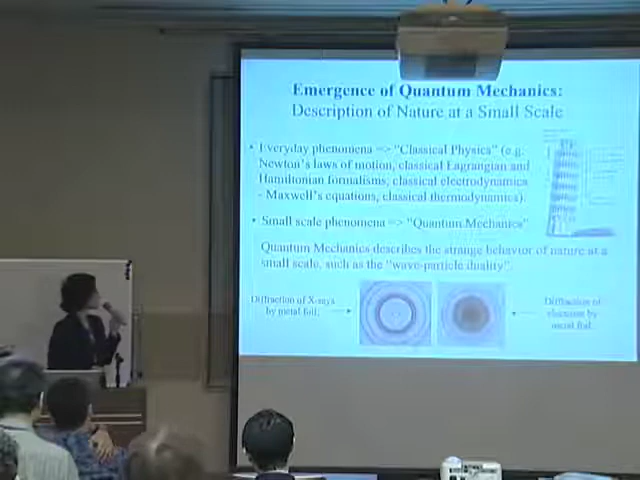 Emergence of Quantum Mechanics:
Description of Nature at a Small Scale
• Everyday phenomena => "Classical Physics" (e.g.
Newton's laws of motion, classical Lagrangian and
Hamiltonian formalisms, classical electrodynamics
- Maxwell's equations, classical thermodynamics).
• Small scale phenomena => "Quantum Mechanics"
Quantum Mechanics describes the strange behavior of nature at a
small scale, such as the "wave-particle duality".
Diffraction of X-rays
by metal foil.
Diffraction of
electrons by
metal foil.